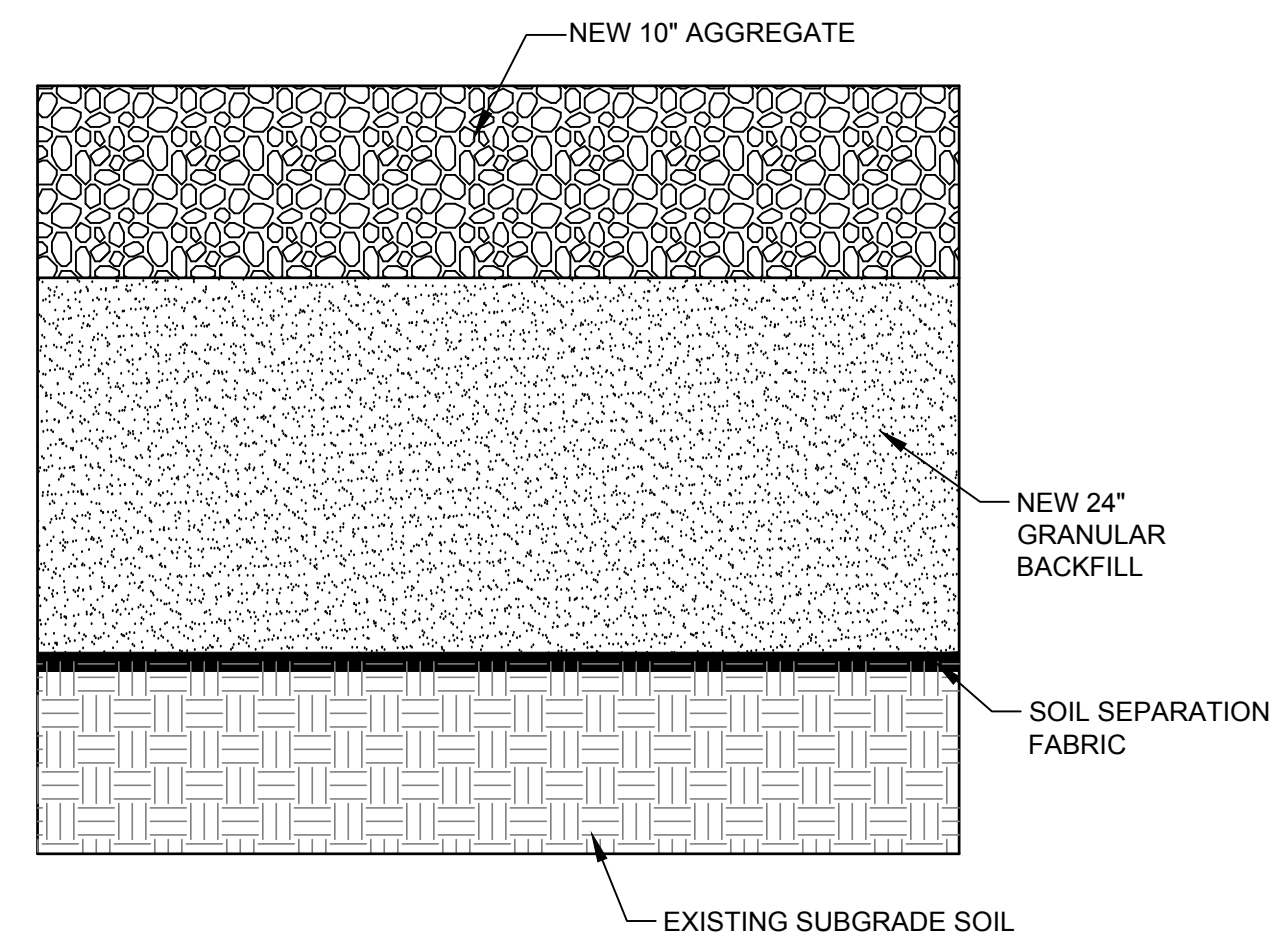 NEW 10" AGGREGATE
NEW 24"
GRANULAR
BACKFILL
SOIL SEPARATION
FABRIC
EXISTING SUBGRADE SOIL